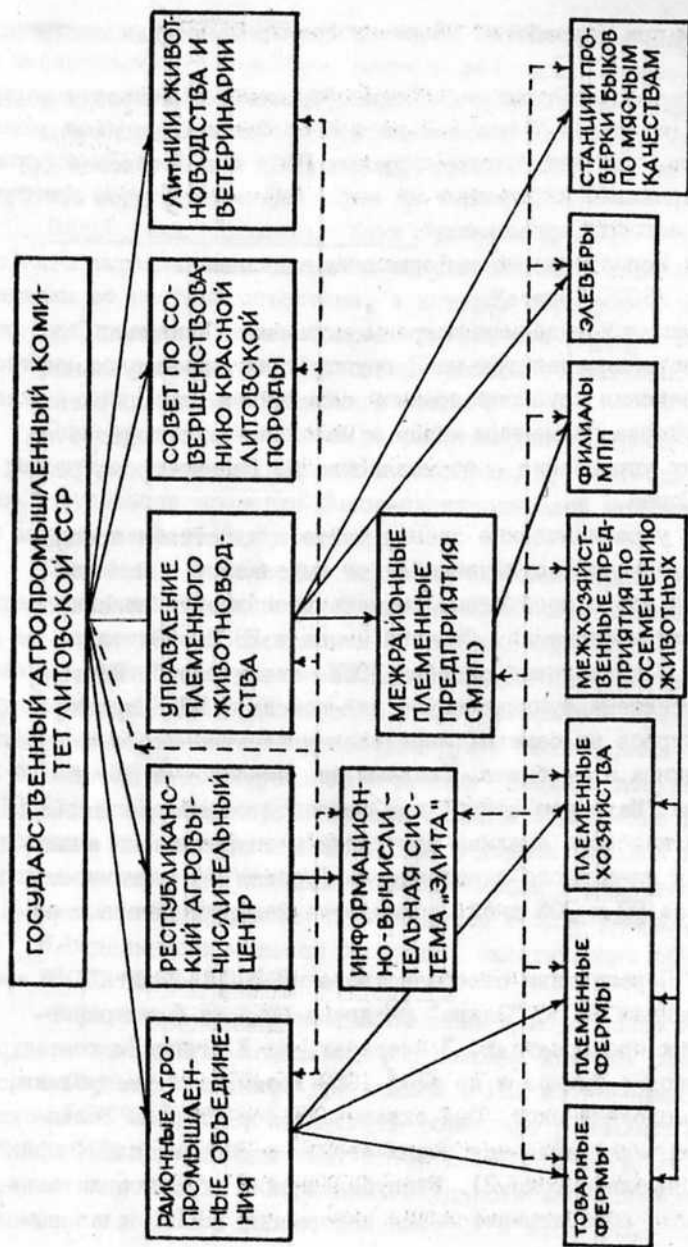 ГОСУДАРСТВЕННЫЙ АГРОПРОМЫШЛЕННЫЙ КОМИ-
ТЕТ ЛИТОВСКОЙ ССР
РАЙОННЫЕ АГРО-
ПРОМЫШЛЕН-
НЫЕ ОБЪЕДИНЕ-
НИЯ
РЕСПУБЛИКАНС-
КИЙ АГРОВЫ-
ЧИСЛИТЕЛЬНЫЙ
ЦЕНТР
УПРАВЛЕНИЕ
ПЛЕМЕННОГО
ЖИВОТНОВОД-
СТВА
СОВЕТ ПО СО-
ВЕРШЕНСТВОВА-
НИЮ КРАСНОЙ
ЛИТОВСКОЙ
ПОРОДЫ
ЛИТНИИ ЖИВОТ-
НОВОДСТВА И
ВЕТЕРИНАРИИ
ИНФОРМАЦИОН-
НО-ВЫЧИСЛИ-
ТЕЛЬНАЯ СИС-
ТЕМА „ЭЛИТА“
МЕЖРАЙОННЫЕ
ПЛЕМЕННЫЕ
ПРЕДПРИЯТИЯ
(МПП)
ТОВАРНЫЕ
ФЕРМЫ
ПЛЕМЕННЫЕ
ФЕРМЫ
ПЛЕМЕННЫЕ
ХОЗЯЙСТВА
МЕЖХОЗЯЙСТ-
ВЕННЫЕ ПРЕД-
ПРИЯТИЯ ПО
ОСЕМЕНЕНИЮ
ЖИВОТНЫХ
ФИЛИАЛЫ
МПП
ЭЛЕВЕРЫ
СТАНЦИИ ПРО-
ВЕРКИ БЫКОВ
ПО МЯСНЫМ
КАЧЕСТВАМ